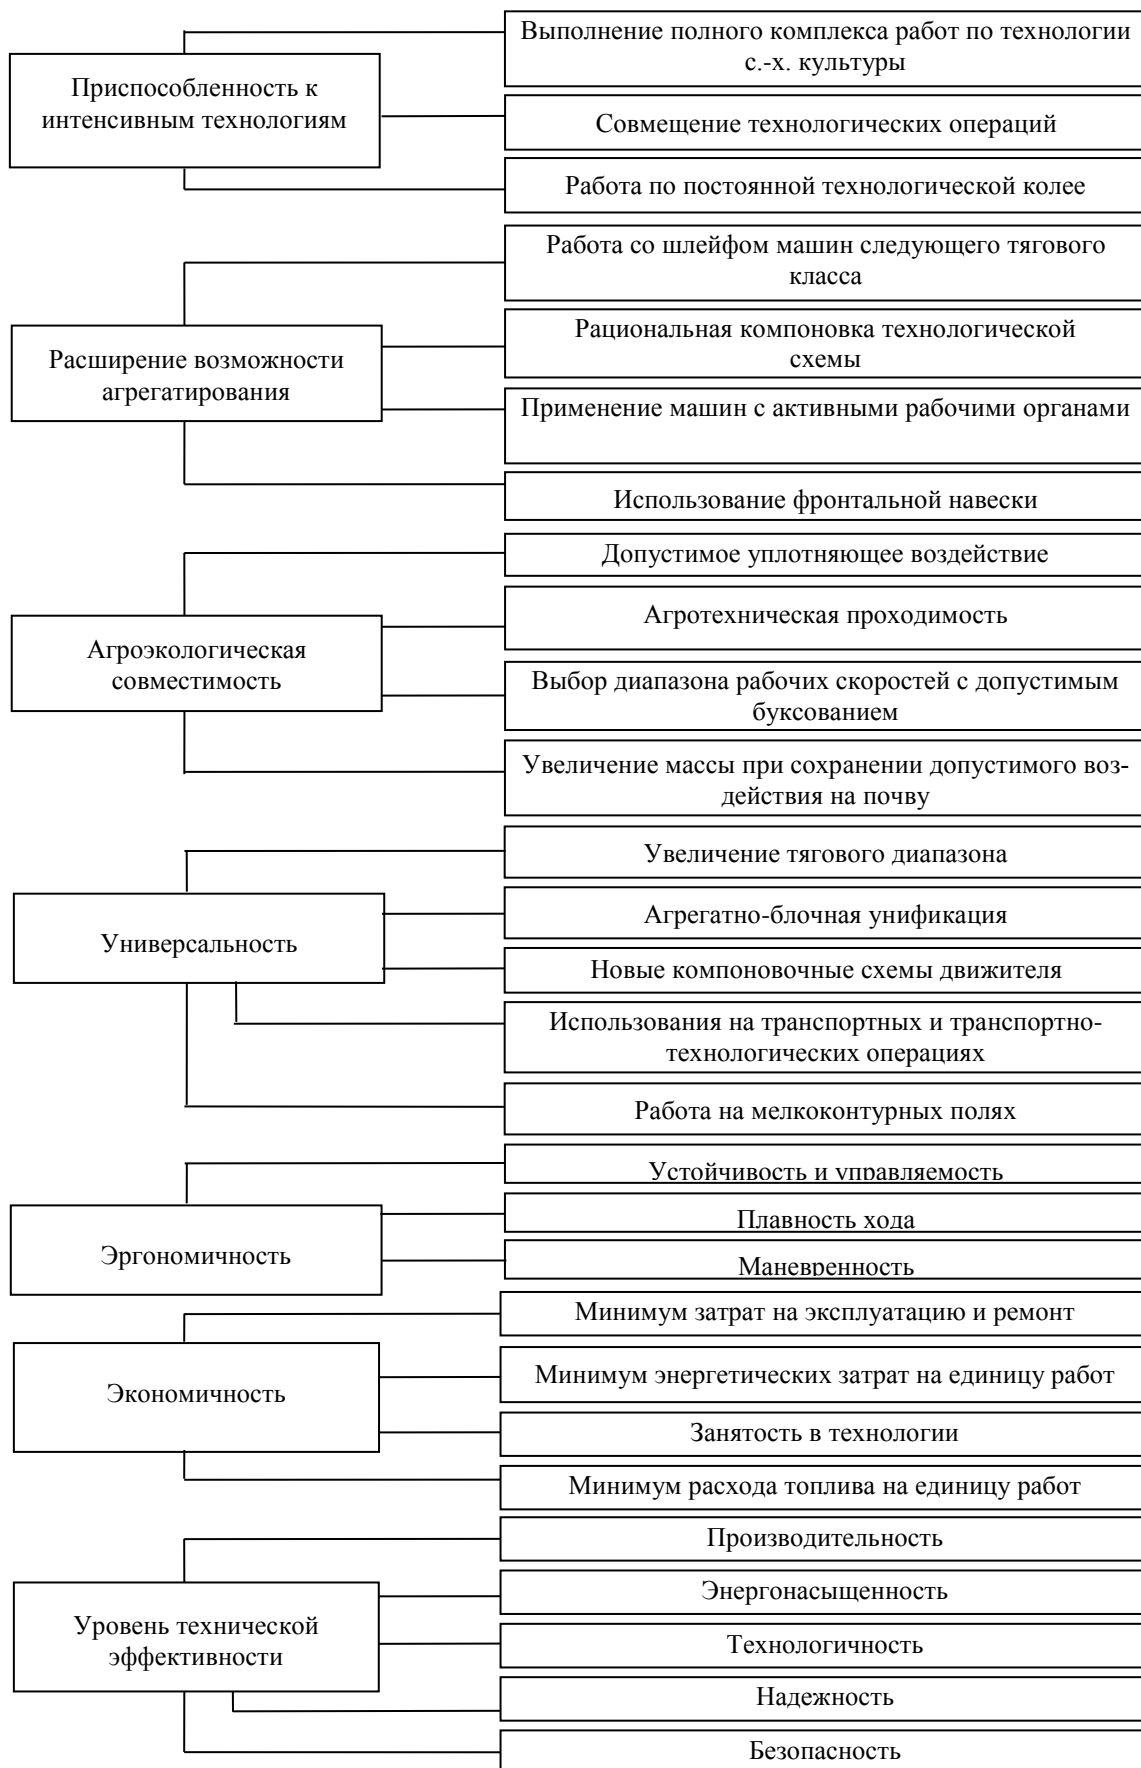 Приспособленность к
интенсивным технологиям
Выполнение полного комплекса работ по технологии
с.-х. культуры
Совмещение технологических операций
Работа по постоянной технологической колее
Расширение возможности
агрегатирования
Работа со шлейфом машин следующего тягового
класса
Рациональная компоновка технологической
схемы
Применение машин с активными рабочими органами
Использование фронтальной навески
Агроэкологическая
совместимость
Допустимое уплотняющее воздействие
Агротехническая проходимость
Выбор диапазона рабочих скоростей с допустимым
буксованием
Увеличение массы при сохранении допустимого воз-
действия на почву
Универсальность
Увеличение тягового диапазона
Агрегатно-блочная унификация
Новые компоновочные схемы движителя
Использования на транспортных и транспортно-
технологических операциях
Работа на мелкоконтурных полях
Эргономичность
Устойчивость и управляемость
Плавность хода
Маневренность
Экономичность
Минимум затрат на эксплуатацию и ремонт
Минимум энергетических затрат на единицу работ
Занятость в технологии
Минимум расхода топлива на единицу работ
Уровень технической
эффективности
Производительность
Энергонасыщенность
Технологичность
Надежность
Безопасность